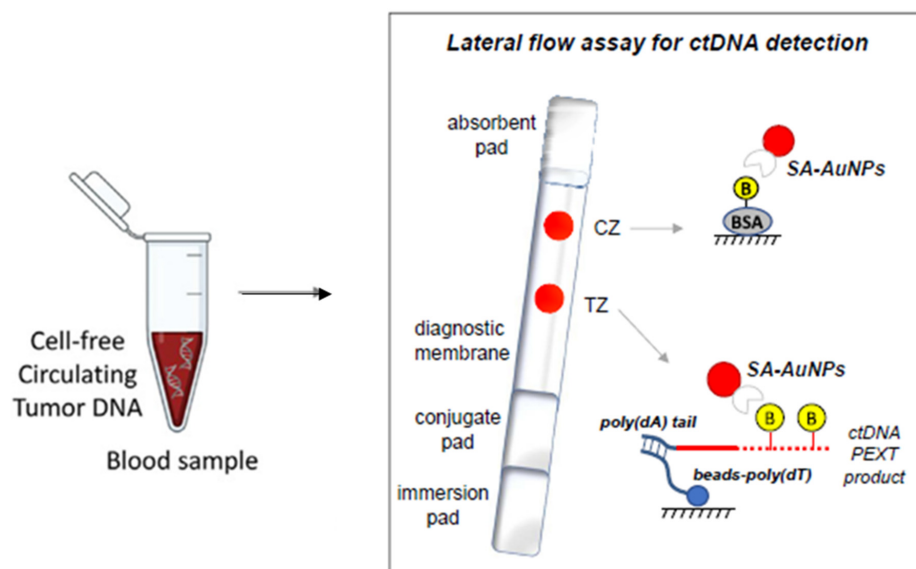 Lateral flow assay for ctDNA detection
absorbent
pad
SA-AuNPs
B
BSA
CZ
TZ
diagnostic
membrane
conjugate
pad
immersion
pad
SA-AuNPs
B
B
poly(dA) tail
beads-poly(dT)
ctDNA
PEXT
product
Cell-free
Circulating
Tumor DNA
Blood sample